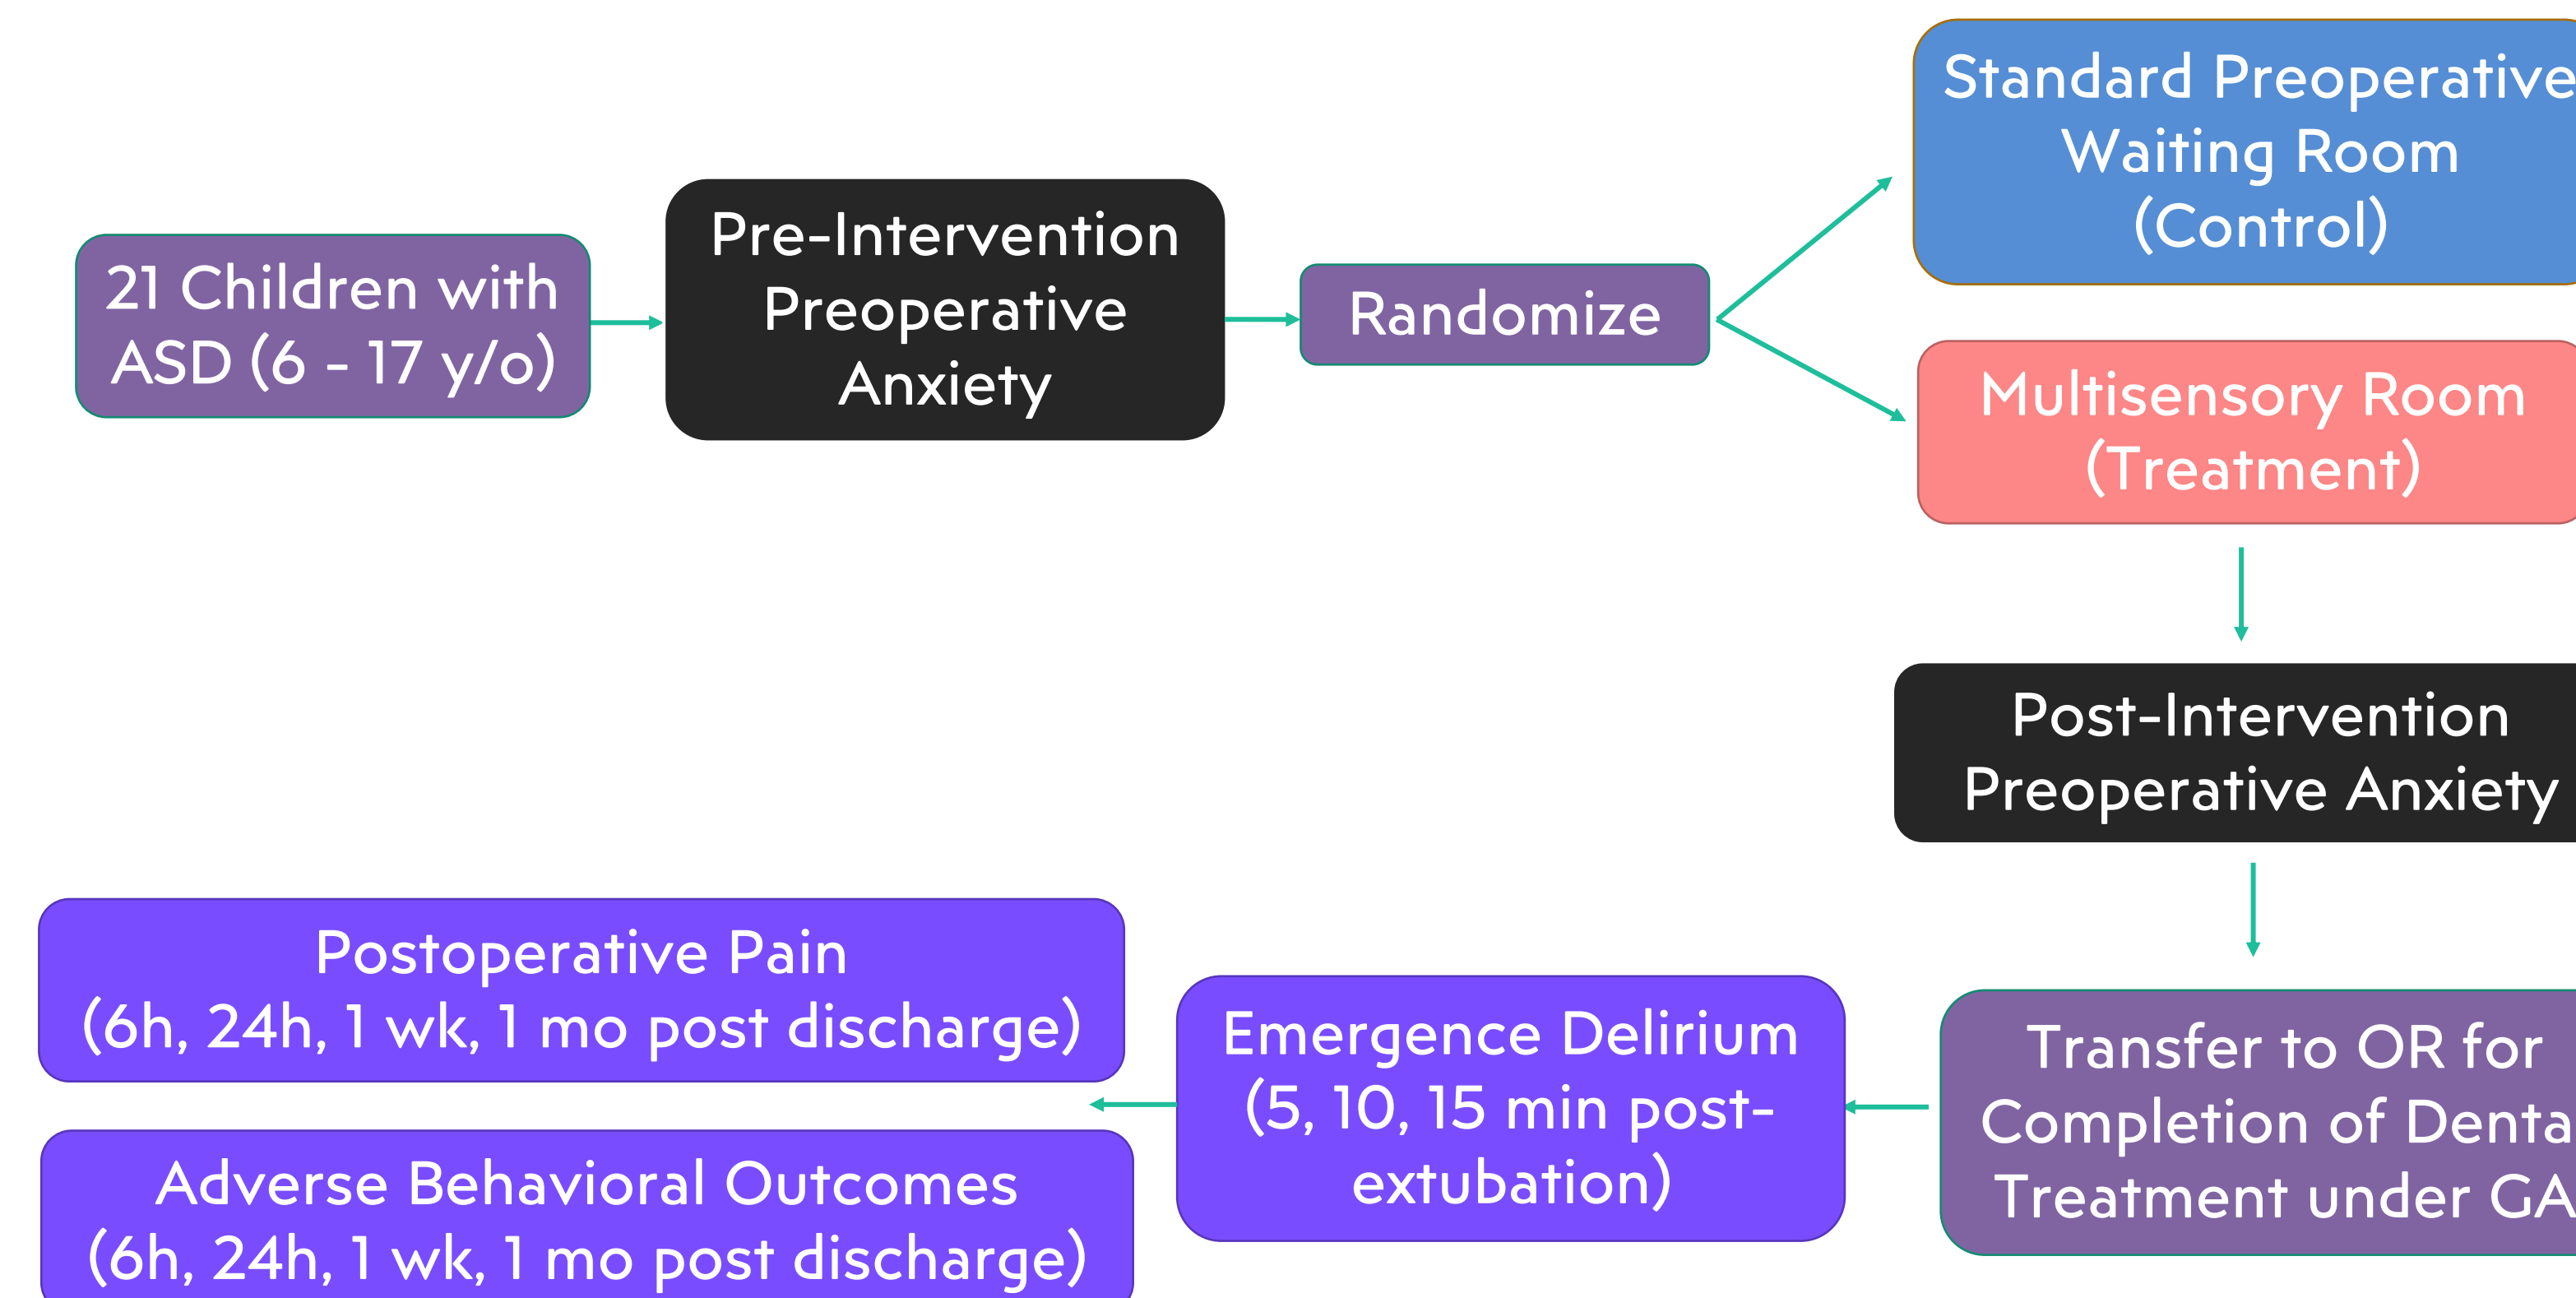 21 Children with
ASD (6 - 17 y/o)
Pre-Intervention
Preoperative
Anxiety
Randomize
Standard Preoperative
Waiting Room
(Control)
Multisensory Room
(Treatment)
Post-Intervention
Preoperative Anxiety
Transfer to OR for
Completion of Denta
Treatment under GA
Emergence Delirium
(5, 10, 15 min post-
extubation)
Postoperative Pain
(6h, 24h, 1 wk, 1 mo post discharge)
Adverse Behavioral Outcomes
(6h, 24h, 1 wk, 1 mo post discharge)